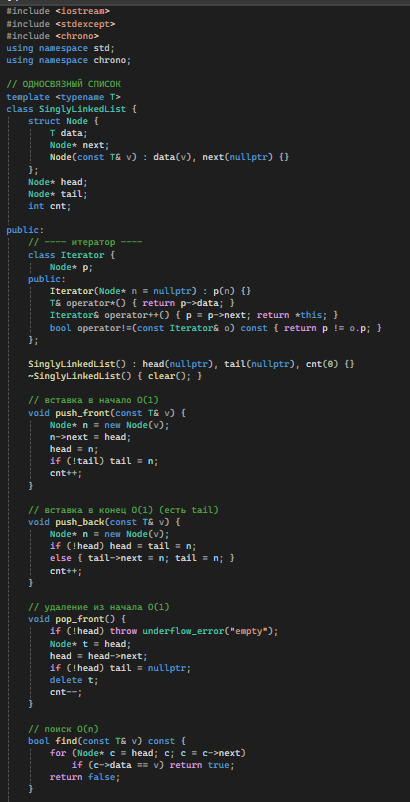 #include <iostream>
#include <stdexcept>
#include <chrono>
using namespace std;
using namespace chrono;

// ОДНОСВЯЗНЫЙ СПИСОК
template <typename T>
class SinglyLinkedList {
    struct Node {
        T data;
        Node* next;
        Node(const T& v) : data(v), next(nullptr) {}
    };
    Node* head;
    Node* tail;
    int cnt;

public:
    // ---- итератор ----
    class Iterator {
        Node* p;
    public:
        Iterator(Node* n = nullptr) : p(n) {}
        T& operator*() { return p->data; }
        Iterator& operator++() { p = p->next; return *this; }
        bool operator!=(const Iterator& o) const { return p != o.p; }
    };

    SinglyLinkedList() : head(nullptr), tail(nullptr), cnt(0) {}
    ~SinglyLinkedList() { clear(); }

    // вставка в начало O(1)
    void push_front(const T& v) {
        Node* n = new Node(v);
        n->next = head;
        head = n;
        if (!tail) tail = n;
        cnt++;
    }

    // вставка в конец O(1) (есть tail)
    void push_back(const T& v) {
        Node* n = new Node(v);
        if (!head) head = tail = n;
        else { tail->next = n; tail = n; }
        cnt++;
    }

    // удаление из начала O(1)
    void pop_front() {
        if (!head) throw underflow_error("empty");
        Node* t = head;
        head = head->next;
        if (!head) tail = nullptr;
        delete t;
        cnt--;
    }

    // поиск O(n)
    bool find(const T& v) const {
        for (Node* c = head; c; c = c->next)
            if (c->data == v) return true;
        return false;
    }